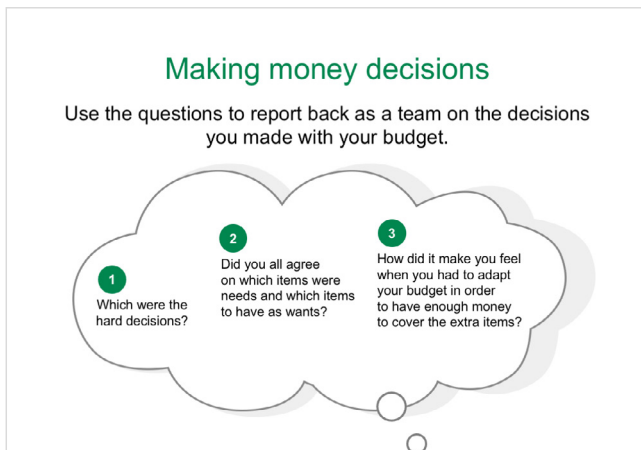 Making money decisions
Use the questions to report back as a team on the decisions
you made with your budget.
1
Which were the
hard decisions?
2
Did you all agree
on which items were
needs and which items
to have as wants?
3
How did it make you feel
when you had to adapt
your budget in order
to have enough money
to cover the extra items?